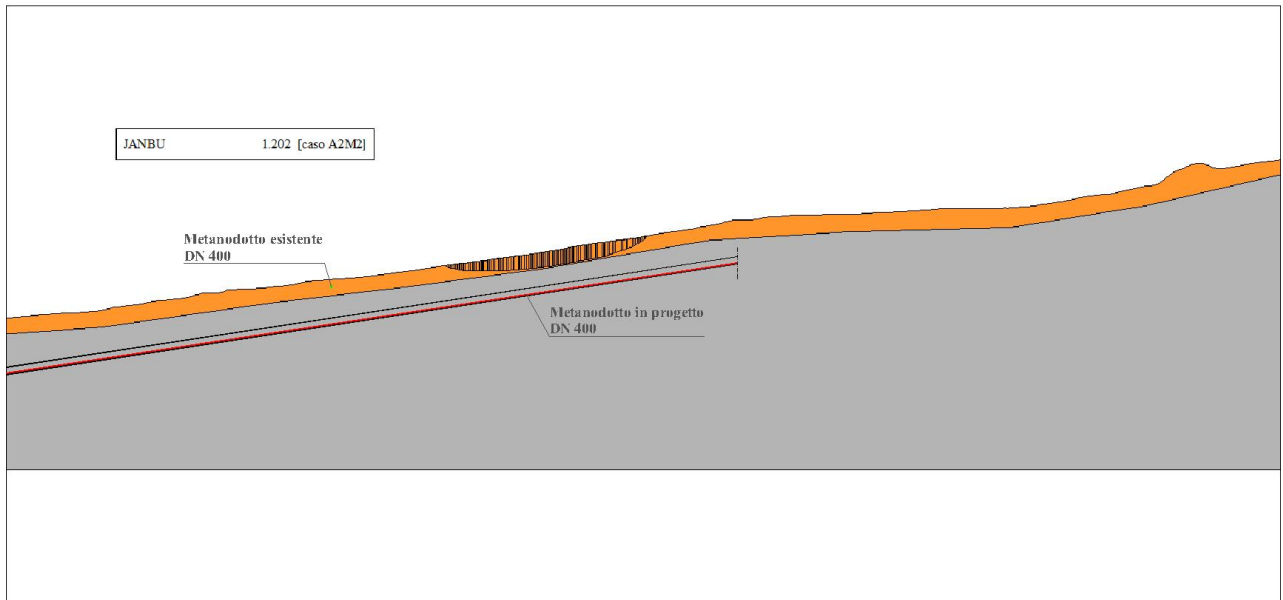 JANBU 1.202 [caso A2M2]
Metanodotto esistente
DN 400
Metanodotto in progetto
DN 400